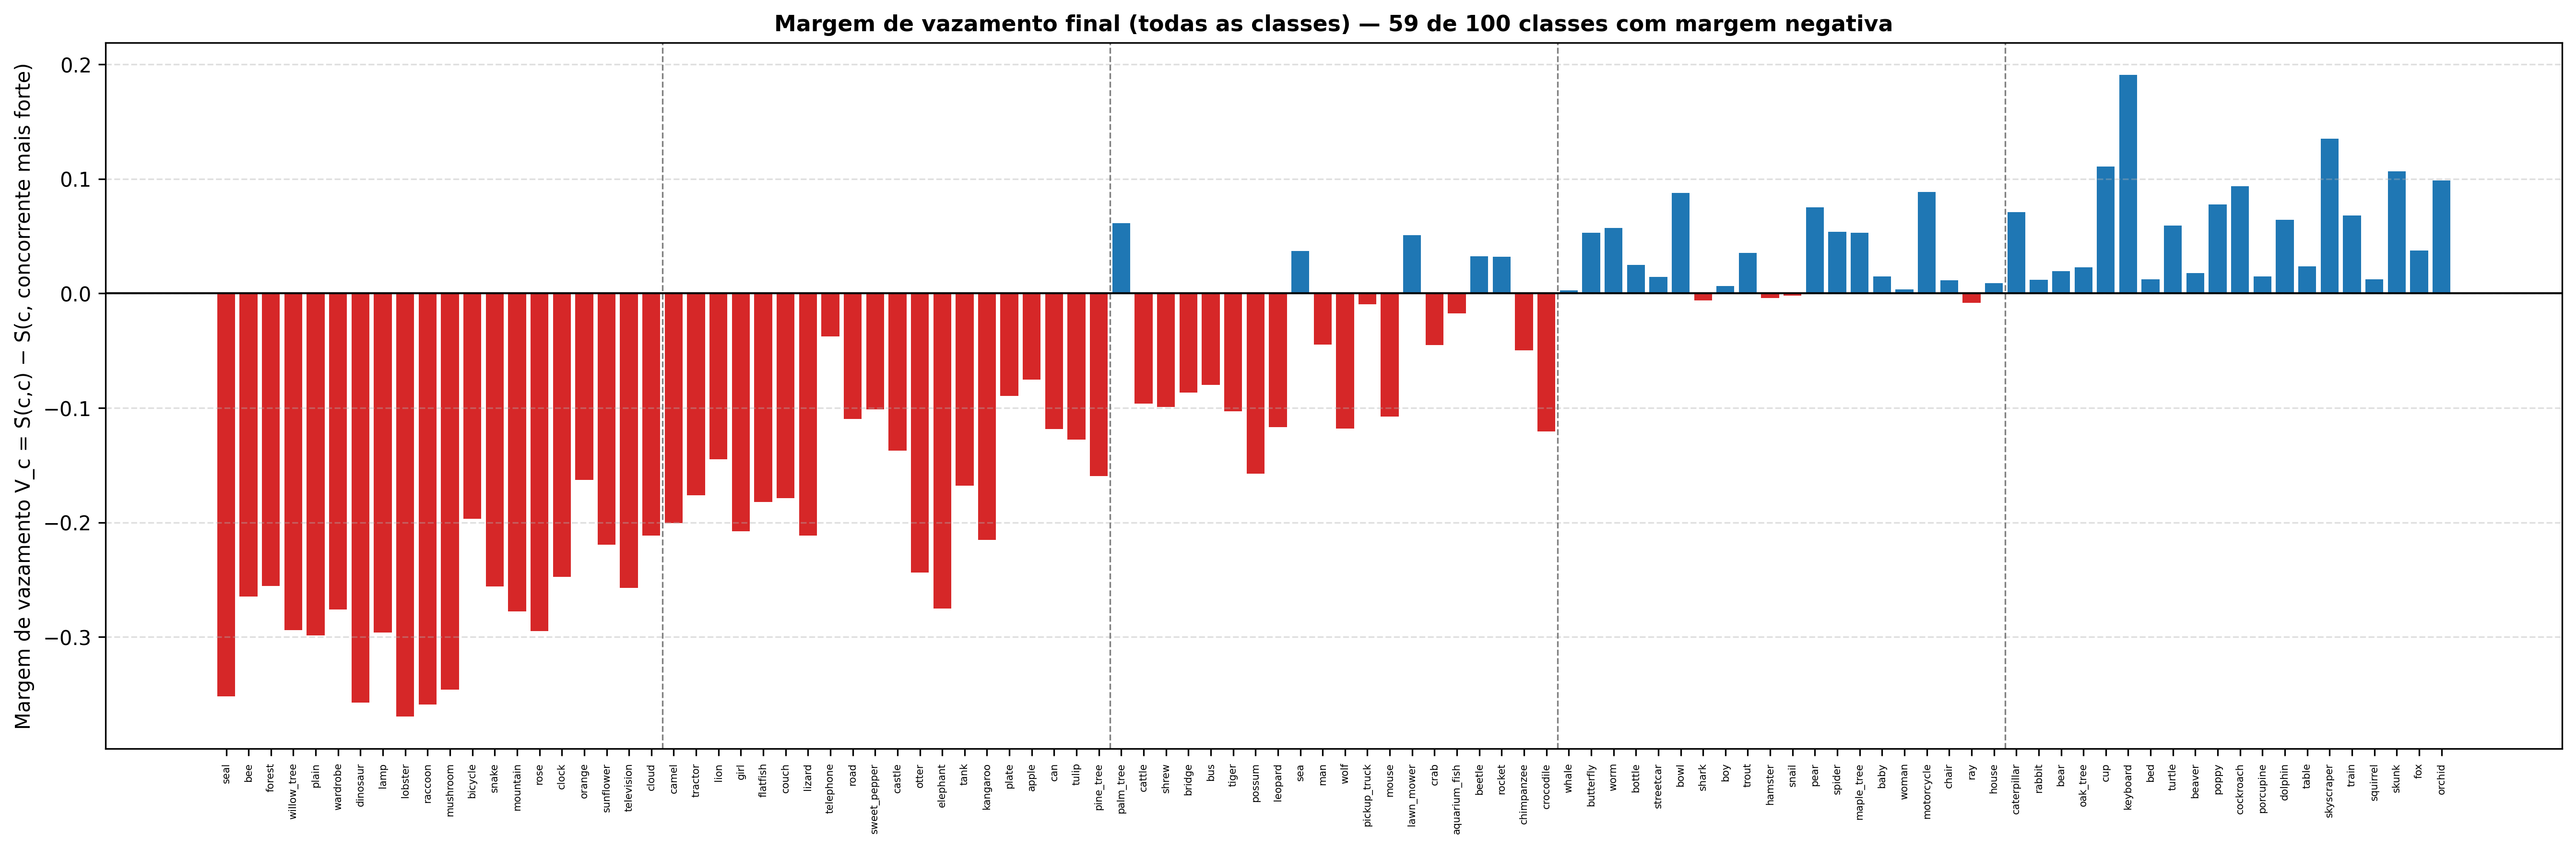 Margem de vazamento final (todas as classes) — 59 de 100 classes com margem negativa
Margem de vazamento V_c = S(c,c) − S(c, concorrente mais forte)
0.2
0.1
0.0
−0.1
−0.2
−0.3
seal
bee
forest
willow_tree
plain
wardrobe
dinosaur
lamp
lobster
raccoon
mushroom
bicycle
snake
mountain
rose
clock
orange
sunflower
television
cloud
camel
tractor
lion
girl
flatfish
couch
lizard
telephone
road
sweet_pepper
castle
otter
elephant
tank
kangaroo
plate
apple
can
tulip
pine_tree
palm_tree
cattle
shrew
bridge
bus
tiger
possum
leopard
sea
man
wolf
pickup_truck
mouse
lawn_mower
crab
aquarium_fish
beetle
rocket
chimpanzee
crocodile
whale
butterfly
worm
bottle
streetcar
bowl
shark
boy
trout
hamster
snail
pear
spider
maple_tree
baby
woman
motorcycle
chair
ray
house
caterpillar
rabbit
bear
oak_tree
cup
keyboard
bed
turtle
beaver
poppy
cockroach
porcupine
dolphin
table
skyscraper
train
squirrel
skunk
fox
orchid